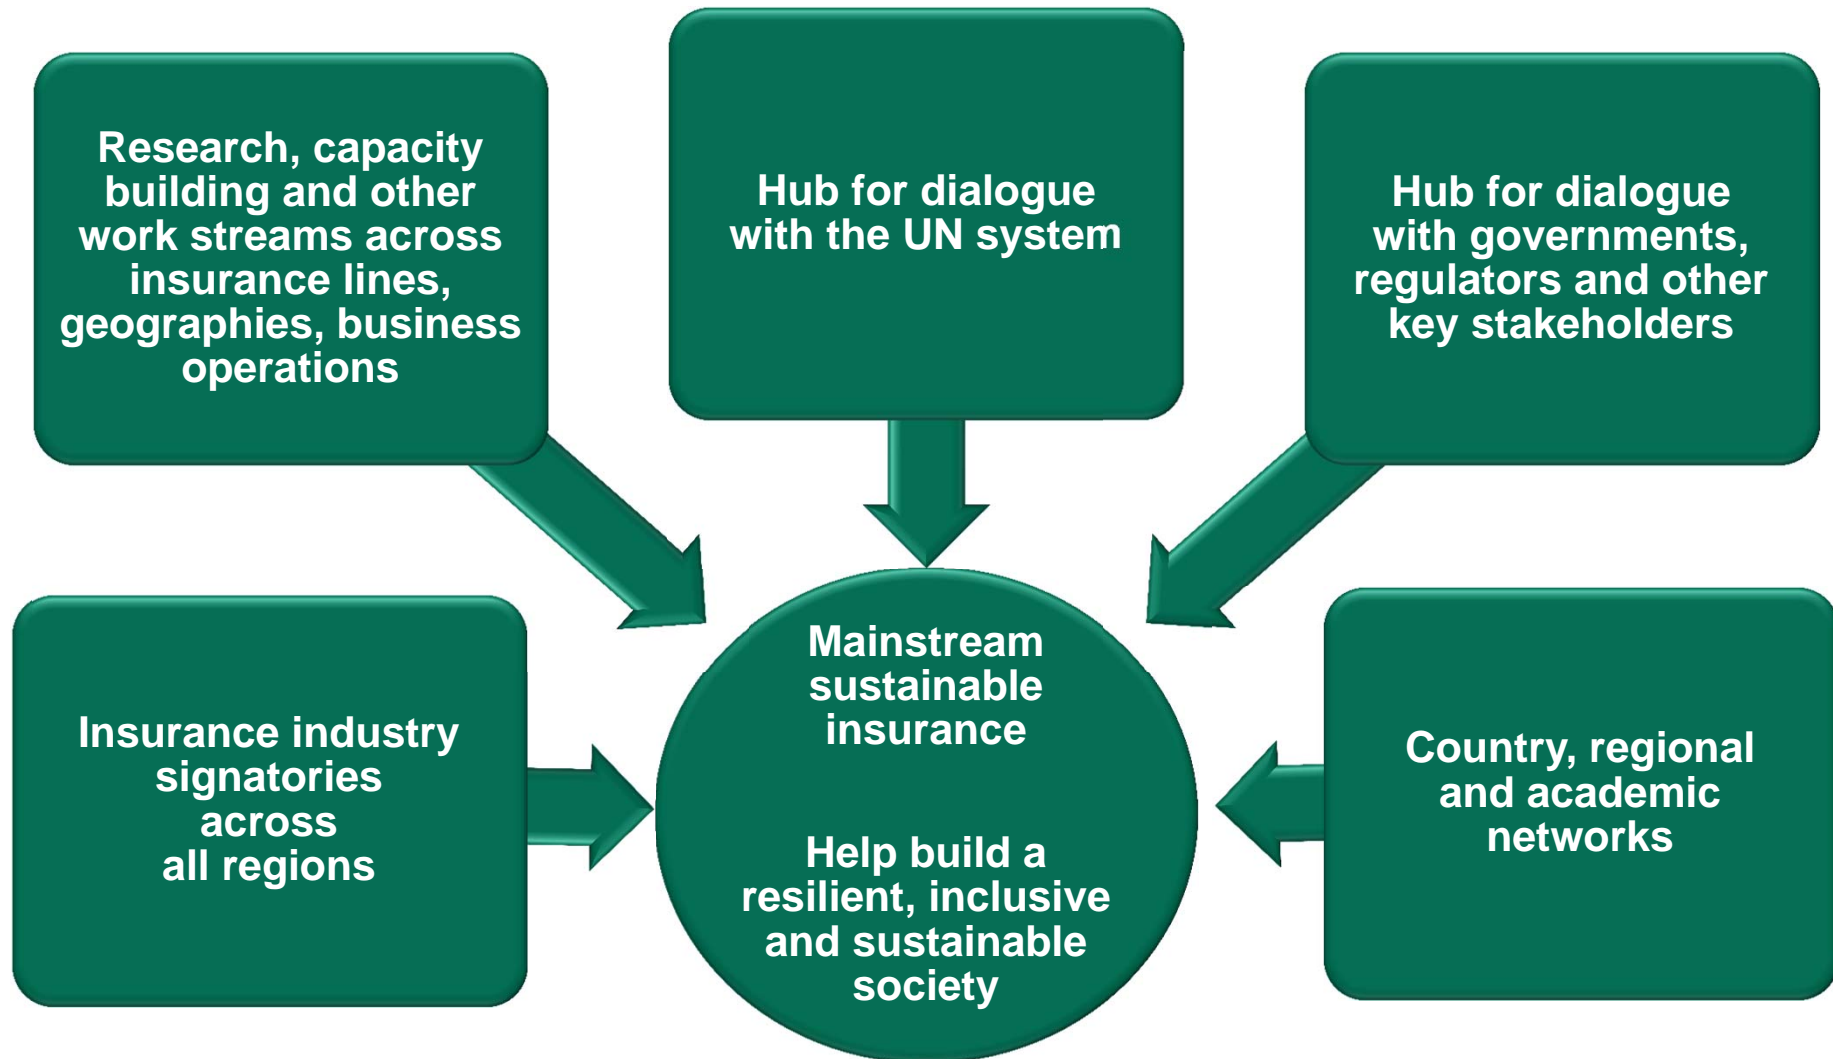 Research, capacity
building and other
work streams across
insurance lines,
geographies, business
operations
Hub for dialogue
with the UN system
Hub for dialogue
with governments,
regulators and other
key stakeholders
Insurance industry
signatories
across
all regions
Mainstream
sustainable
insurance
Help build a
resilient, inclusive
and sustainable
society
Country, regional
and academic
networks